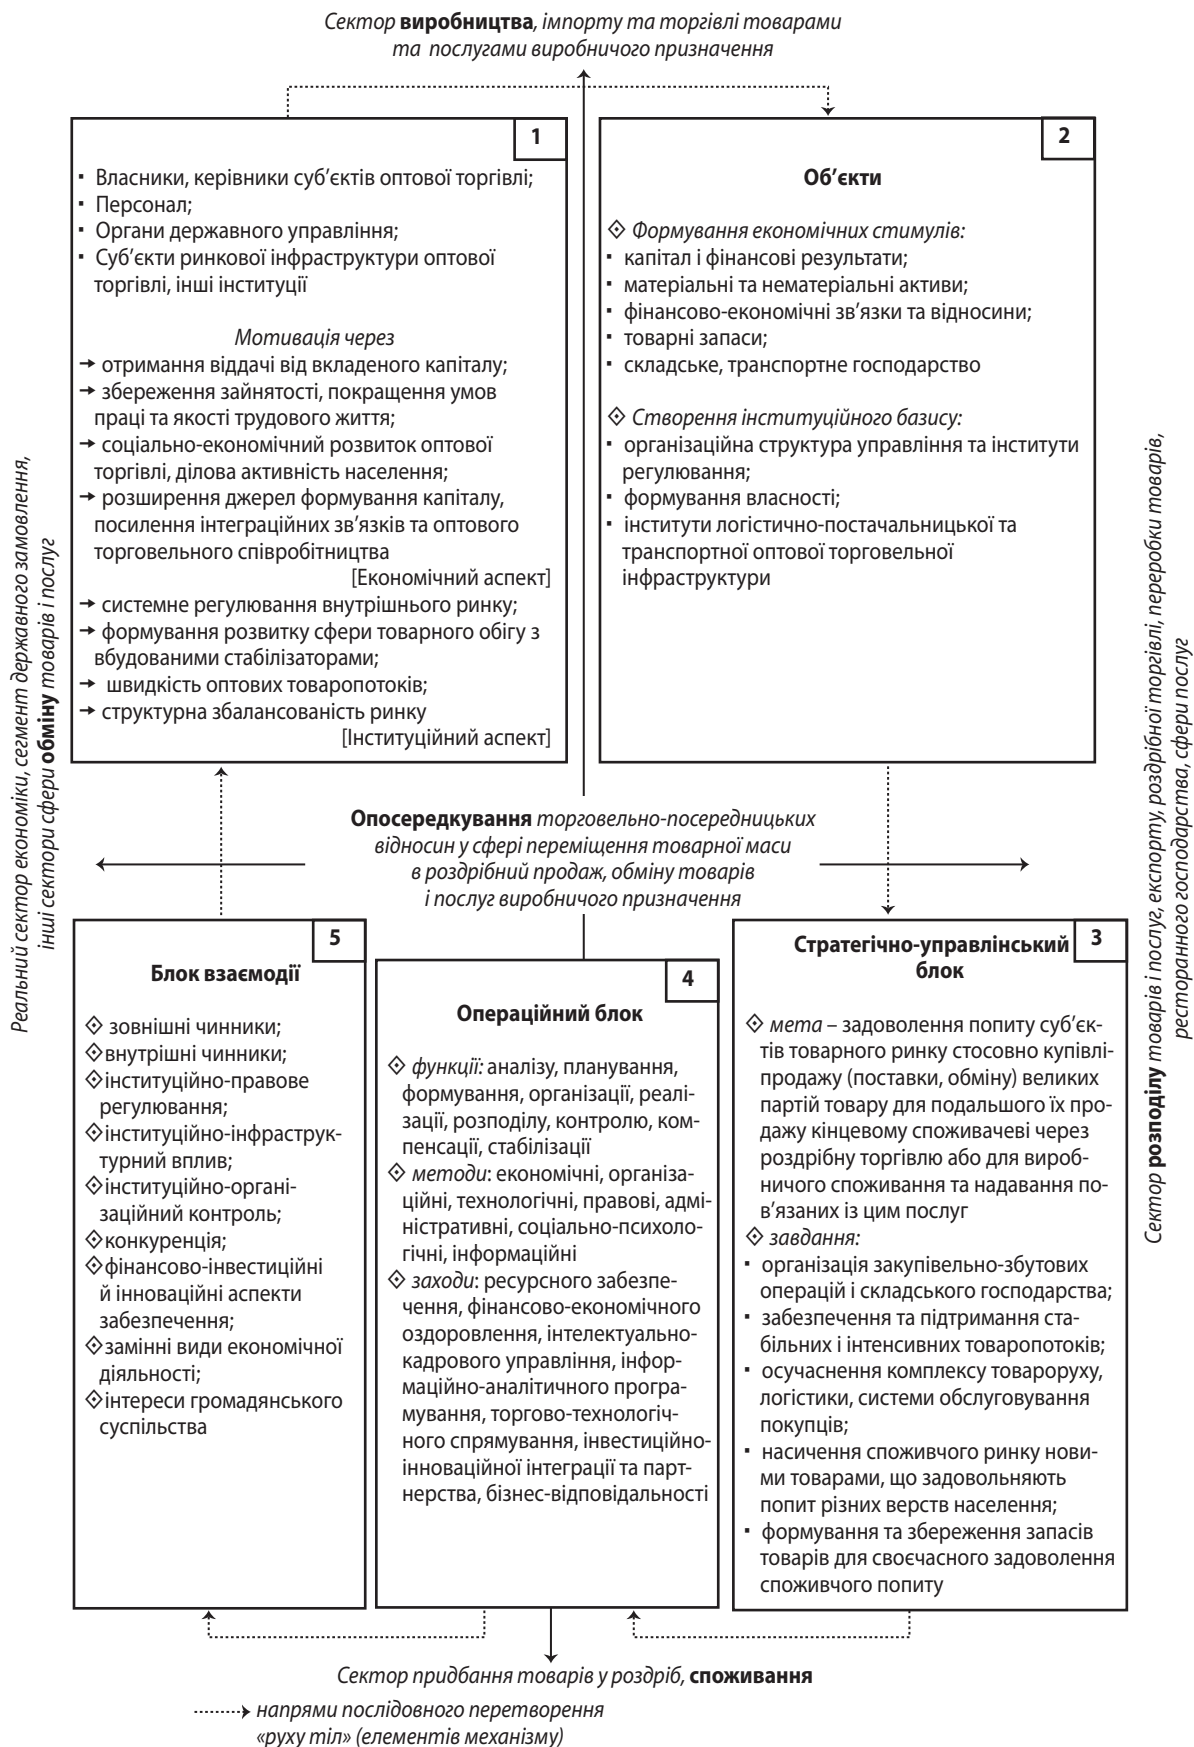 Сектор виробництва, імпорту та торгівлі товарами
та послугами виробничого призначення
1
▪ Власники, керівники суб’єктів оптової торгівлі;
▪ Персонал;
▪ Органи державного управління;
▪ Суб’єкти ринкової інфраструктури оптової
торгівлі, інші інституції
Мотивація через
→ отримання віддачі від вкладеного капіталу;
→ збереження зайнятості, покращення умов
праці та якості трудового життя;
→ соціально-економічний розвиток оптової
торгівлі, ділова активність населення;
→ розширення джерел формування капіталу,
посилення інтеграційних зв’язків та оптового
торговельного співробітництва
[Економічний аспект]
→ системне регулювання внутрішнього ринку;
→ формування розвитку сфери товарного обігу з
вбудованими стабілізаторами;
→ швидкість оптових товаропотоків;
→ структурна збалансованість ринку
[Інституційний аспект]
2
Об’єкти
Формування економічних стимулів:
▪ капітал і фінансові результати;
▪ матеріальні та нематеріальні активи;
▪ фінансово-економічні зв’язки та відносини;
▪ товарні запаси;
▪ складське, транспортне господарство
Створення інституційного базису:
▪ організаційна структура управління та інститути
регулювання;
▪ формування власності;
▪ інститути логістично-постачальницької та
транспортної оптової торговельної
інфраструктури
Реальний сектор економіки, сегмент державного замовлення,
інші сектори сфери обміну товарів і послуг
Опосередкування торговельно-посередницьких
відносин у сфері переміщення товарної маси
в роздрібний продаж, обміну товарів
і послуг виробничого призначення
Сектор розподілу товарів і послуг, експорту, роздрібної торгівлі, переробки товарів,
ресторанного господарства, сфери послуг
5
Блок взаємодії
зовнішні чинники;
внутрішні чинники;
інституційно-правове
регулювання;
інституційно-інфраструк-
турний вплив;
інституційно-органі-
заційний контроль;
конкуренція;
фінансово-інвестиційні
й інноваційні аспекти
забезпечення;
замінні види економічної
діяльності;
інтереси громадянського
суспільства
4
Операційний блок
функції: аналізу, планування,
формування, організації, реалі-
зації, розподілу, контролю, ком-
пенсації, стабілізації
методи: економічні, організа-
ційні, технологічні, правові, адмі-
ністративні, соціально-психоло-
гічні, інформаційні
заходи: ресурсного забезпе-
чення, фінансово-економічного
оздоровлення, інтелектуально-
кадрового управління, інфор-
маційно-аналітичного програ-
мування, торгово-технологіч-
ного спрямування, інвестиційно-
інноваційної інтеграції та парт-
нерства, бізнес-відповідальності
3
Стратегічно-управлінський
блок
мета – задоволення попиту суб’єк-
тів товарного ринку стосовно купівлі-
продажу (поставки, обміну) великих
партій товару для подальшого їх про-
дажу кінцевому споживачеві через
роздрібну торгівлю або для вироб-
ничого споживання та надавання по-
в’язаних із цим послуг
завдання:
▪ організація закупівельно-збутових
операцій і складського господарства;
▪ забезпечення та підтримання ста-
більних і інтенсивних товаропотоків;
▪ осучаснення комплексу товароруху,
логістики, системи обслуговування
покупців;
▪ насичення споживчого ринку нови-
ми товарами, що задовольняють
попит різних верств населення;
▪ формування та збереження запасів
товарів для своєчасного задоволення
споживчого попиту
Сектор придбання товарів у роздріб, споживання
напрями послідовного перетворення
«руху тіл» (елементів механізму)